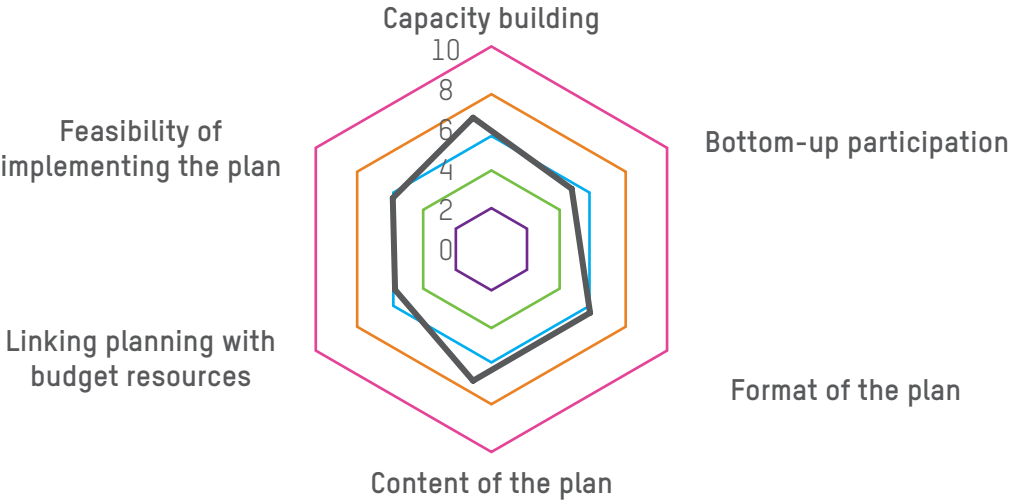 Capacity building
10
8
6
4
2
0
Feasibility of
implementing the plan
Bottom-up participation
Linking planning with
budget resources
Format of the plan
Content of the plan